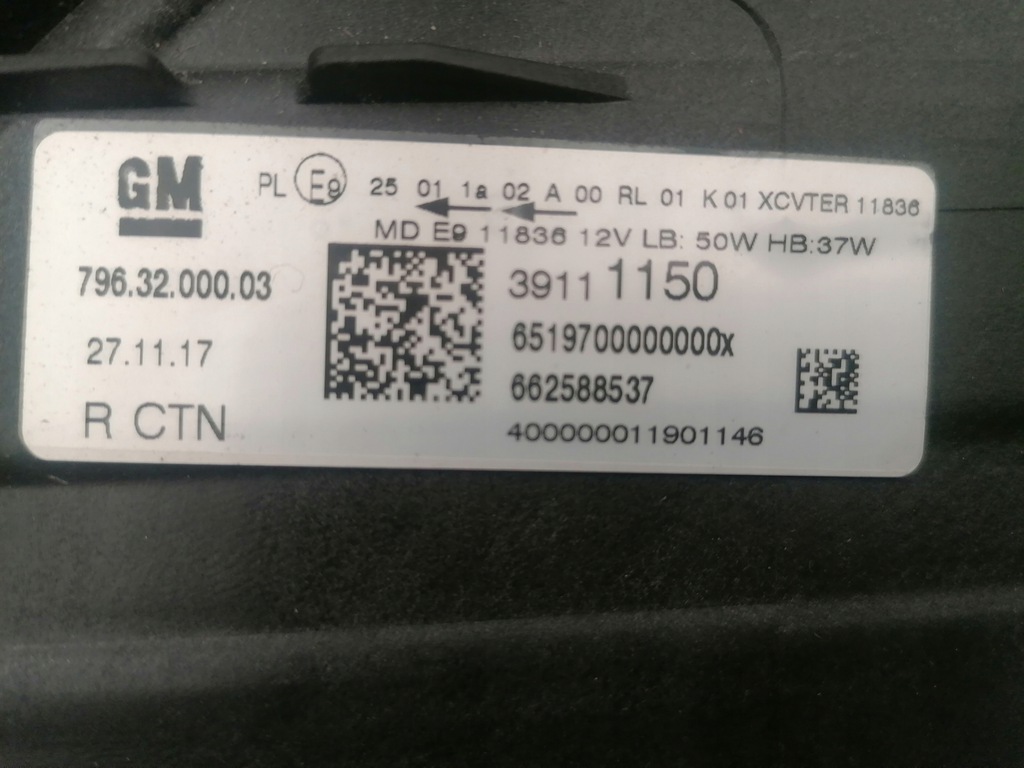 GM
PL E9 25 01 1a 02 A 00 RL 01 K 01 XCVTER 11836
MD E9 11836 12V LB: 50W HB:37W
796.32.000.03
39111150
27.11.17
6519700000000x
662588537
R CTN
400000011901146